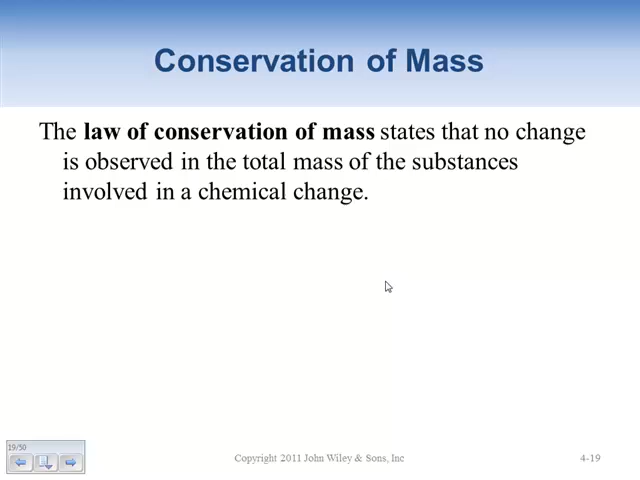 Conservation of Mass
The law of conservation of mass states that no change
is observed in the total mass of the substances
involved in a chemical change.
19/50
Copyright 2011 John Wiley & Sons, Inc
4-19